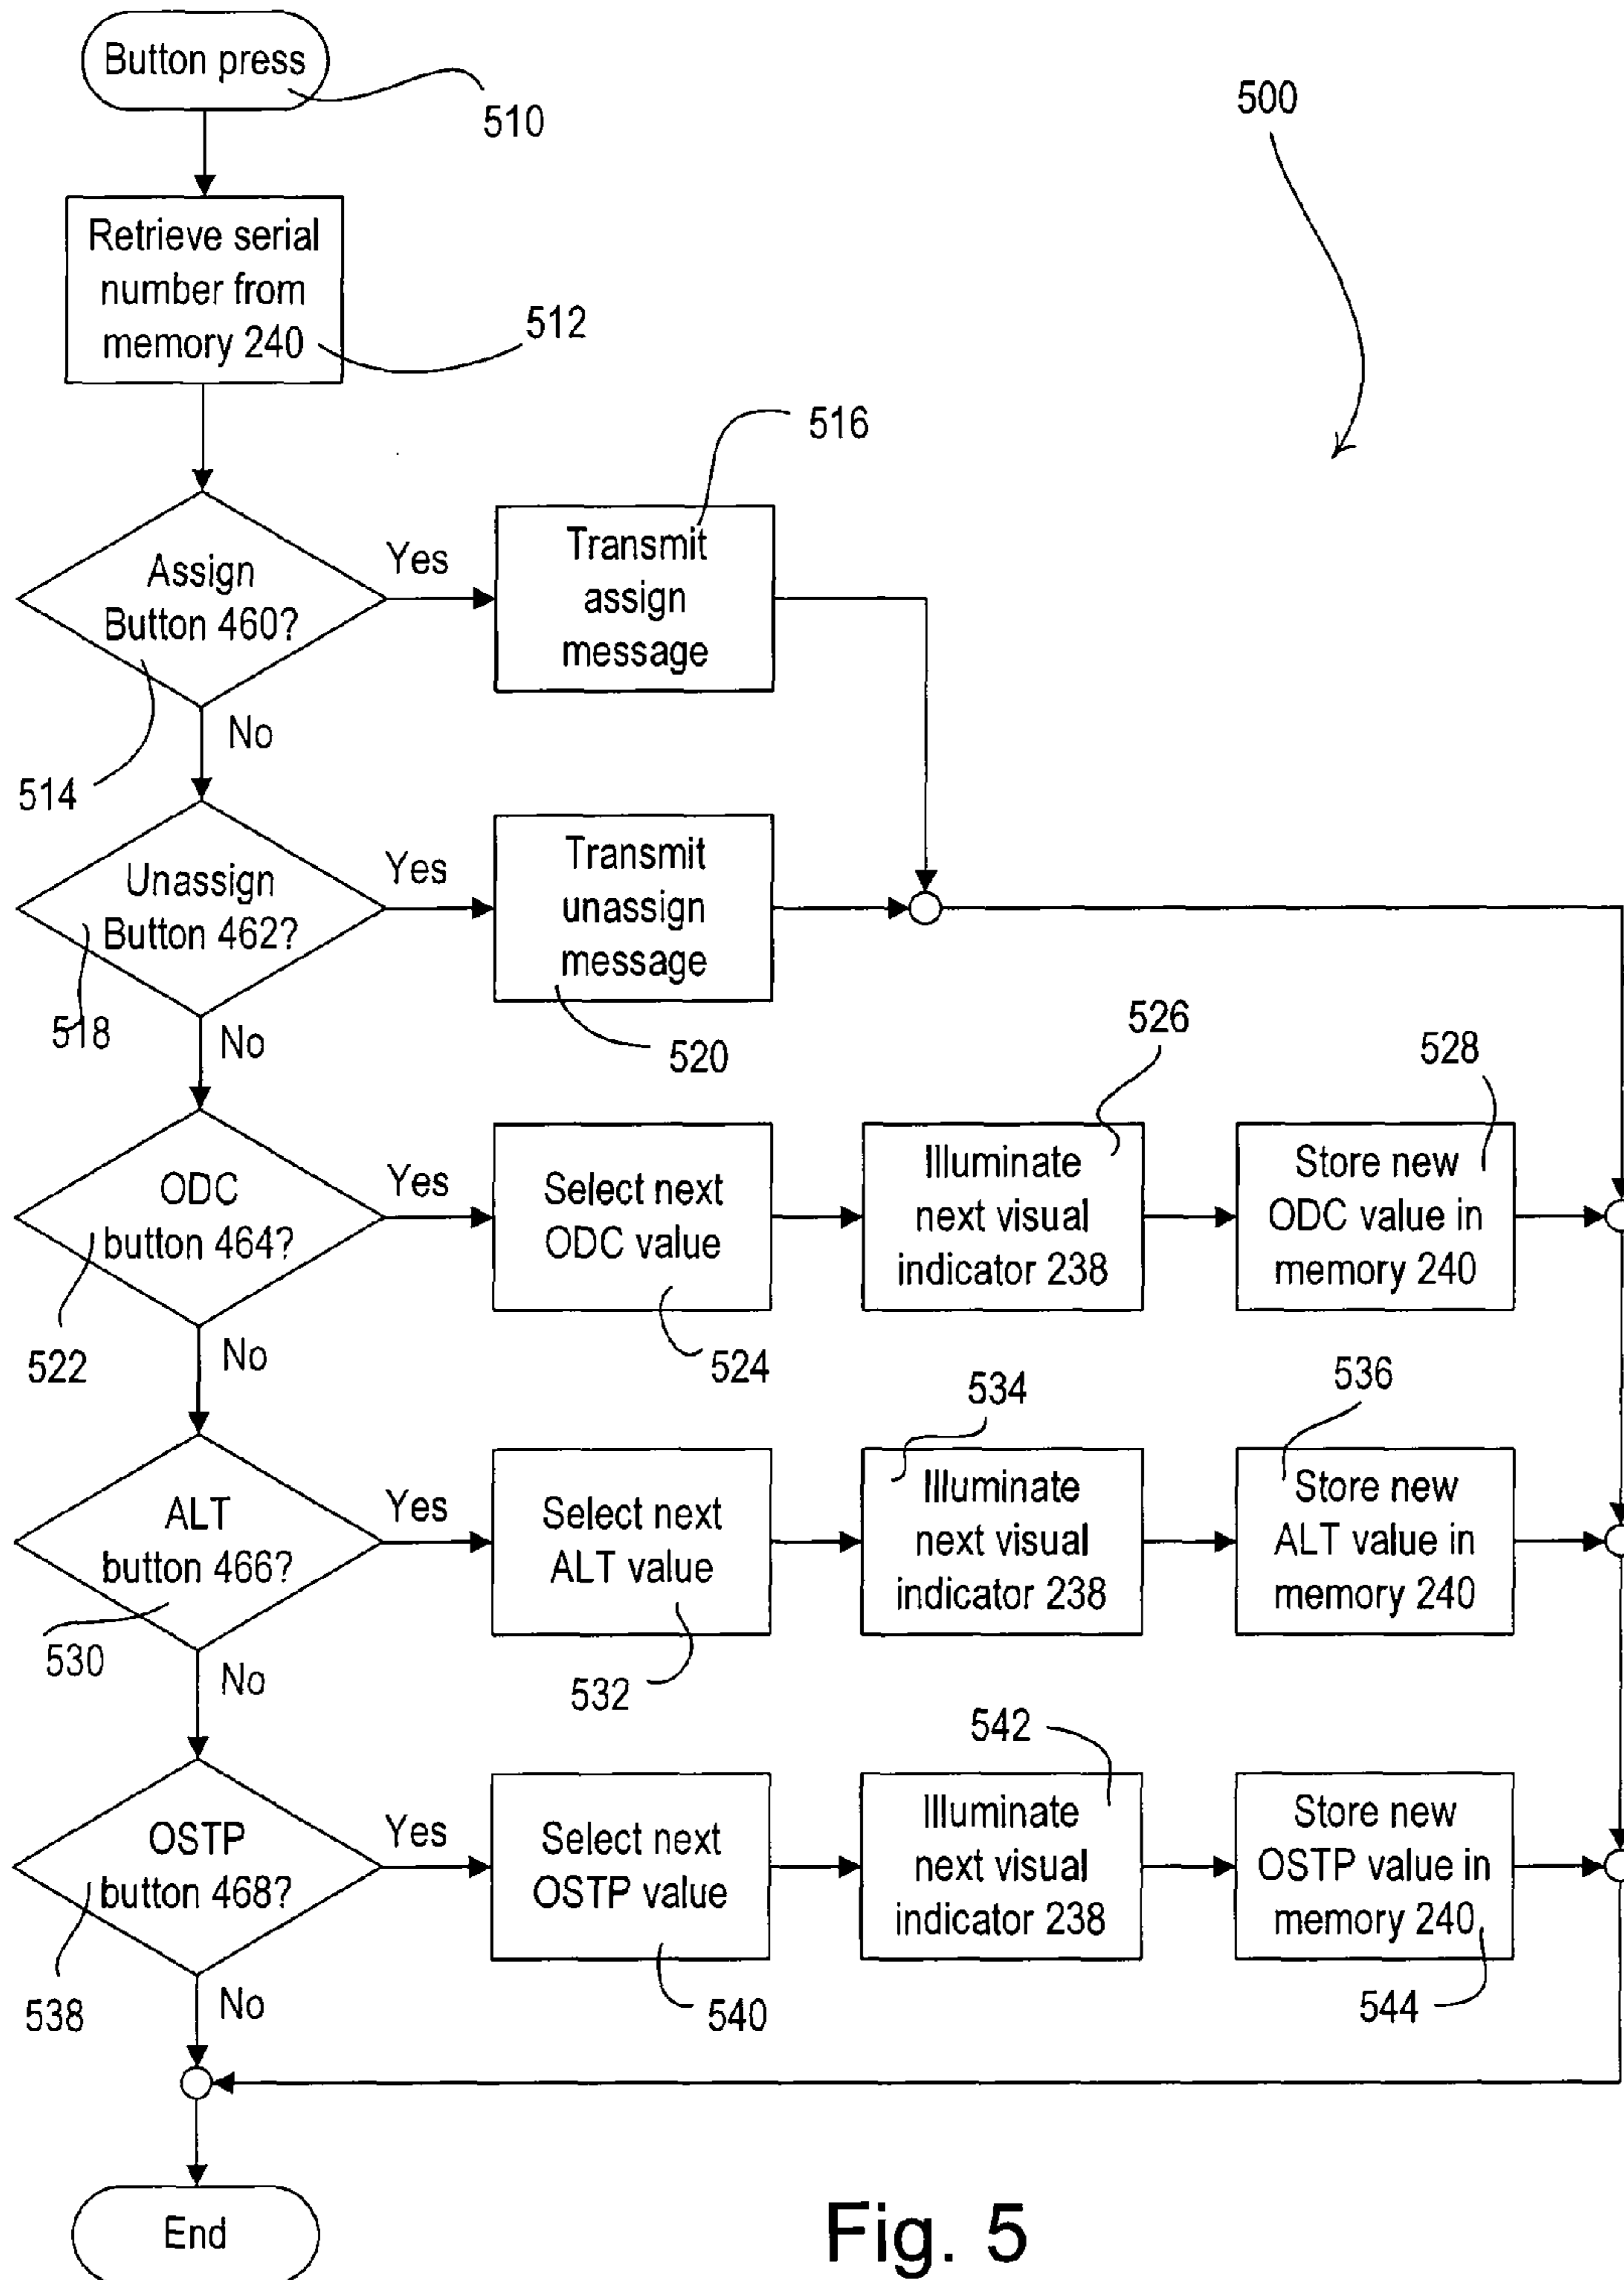 Button press
510
500
Retrieve serial
number from
memory 240
512
516
Assign
Button 460?
Yes
Transmit
assign
message
No
514
Unassign
Button 462?
Yes
Transmit
unassign
message
518
No
520
526
528
ODC
button 464?
Yes
Select next
ODC value
Illuminate
next visual
indicator 238
Store new
ODC value in
memory 240
522
No
524
534
536
ALT
button 466?
Yes
Select next
ALT value
Illuminate
next visual
indicator 238
Store new
ALT value in
memory 240
530
No
532
542
OSTP
button 468?
Yes
Select next
OSTP value
Illuminate
next visual
indicator 238
Store new
OSTP value in
memory 240
538
No
540
544
End
Fig. 5